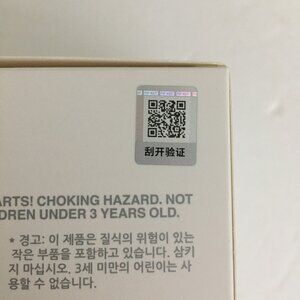 刮开验证
ARTS! CHOKING HAZARD. NOT
DREN UNDER 3 YEARS OLD.
* 경고: 이 제품은 질식의 위험이 있는
작은 부품을 포함하고 있습니다. 삼키
지 마십시오. 3세 미만의 어린이는 사
용할 수 없습니다.